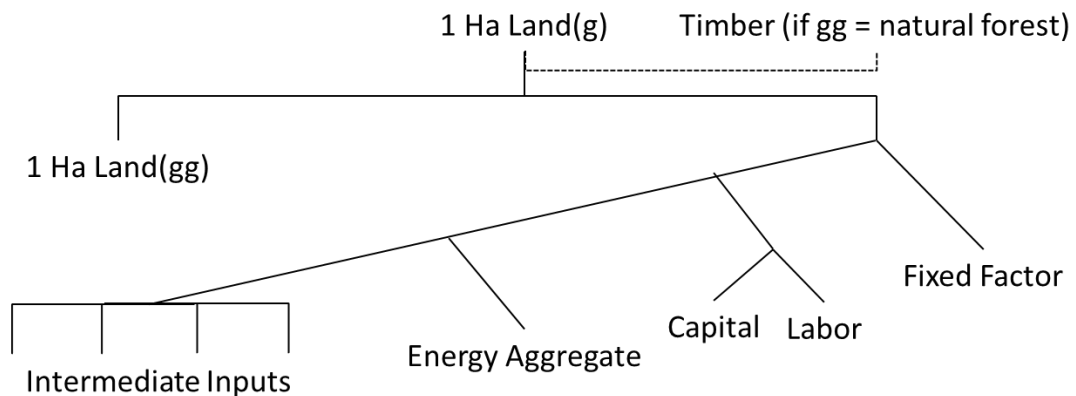 1 Ha Land(g)
Timber (if gg = natural forest)
1 Ha Land(gg)
Fixed Factor
Capital
Labor
Energy Aggregate
Intermediate Inputs